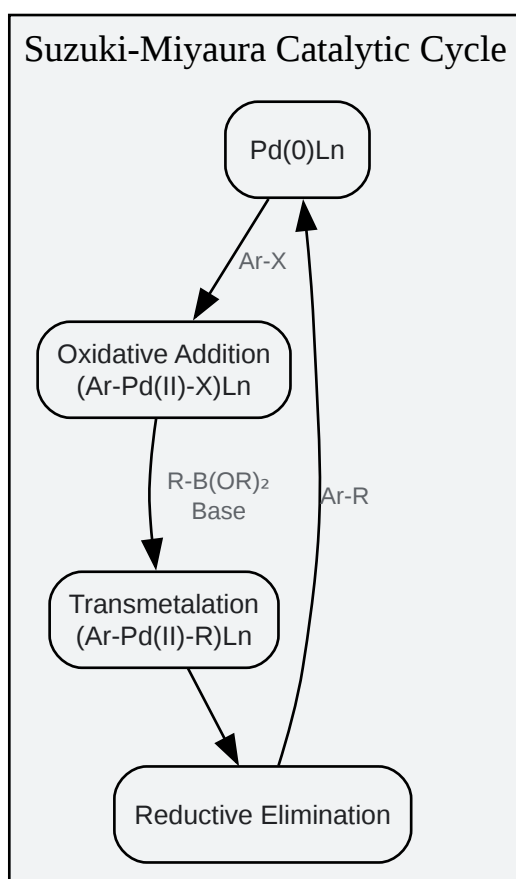 Suzuki-Miyaura Catalytic Cycle
Pd(0)Ln
Ar-X
Oxidative Addition
(Ar-Pd(II)-X)Ln
R-B(OR)₂
Base
Ar-R
Transmetalation
(Ar-Pd(II)-R)Ln
Reductive Elimination